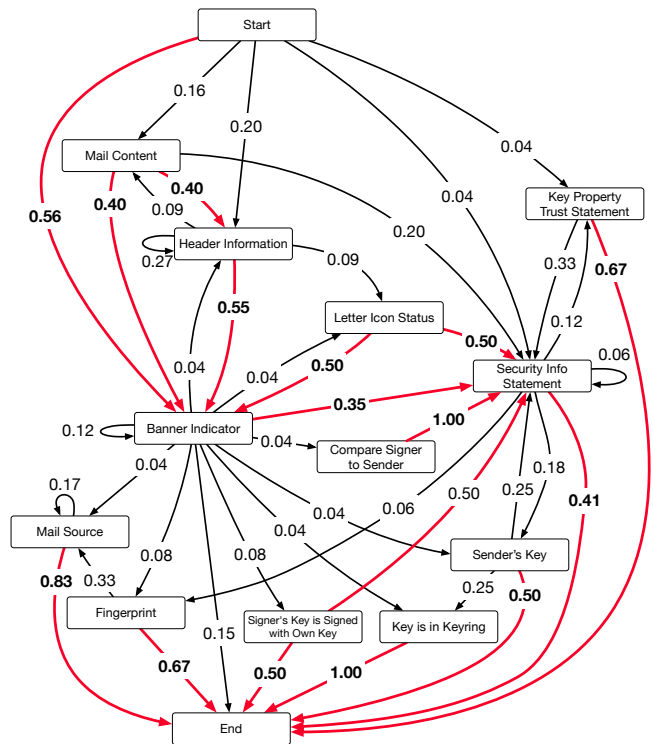 Start
0.16
0.20
0.04
Mail Content
0.40
0.09
0.56
0.40
0.20
0.04
Key Property
Trust Statement
Header Information
0.27
0.09
0.33
0.67
0.55
Letter Icon Status
0.12
0.50
0.04
0.04
0.50
Security Info
Statement
0.06
0.35
0.12
Banner Indicator
1.00
0.04
Compare Signer
to Sender
0.04
0.17
0.50
0.25
0.18
0.41
Mail Source
0.04
0.04
0.06
0.08
0.08
Sender's Key
0.83
0.33
0.25
0.50
Fingerprint
0.15
Signer's Key is Signed
with Own Key
Key is in Keyring
0.67
0.50
1.00
End